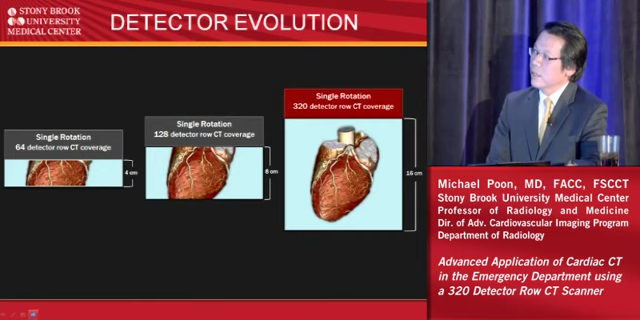 STONY BROOK
UNIVERSITY
MEDICAL CENTER
DETECTOR EVOLUTION
Single Rotation
64 detector row CT coverage
4 cm
Single Rotation
128 detector row CT coverage
8 cm
Single Rotation
320 detector row CT coverage
16 cm
Michael Poon, MD, FACC, FSCCT
Stony Brook University Medical Center
Professor of Radiology and Medicine
Dir. of Adv. Cardiovascular Imaging Program
Department of Radiology
Advanced Application of Cardiac CT
in the Emergency Department using
a 320 Detector Row CT Scanner